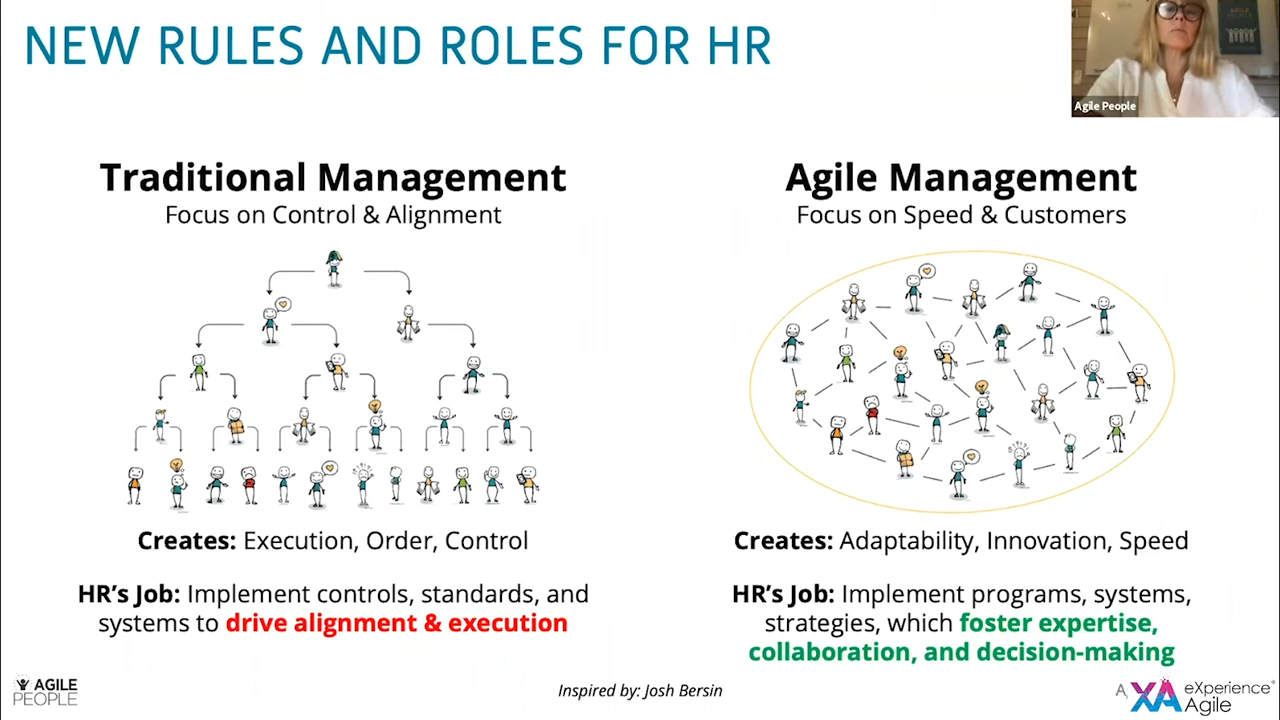 NEW RULES AND ROLES FOR HR
Agile People
Traditional Management
Focus on Control & Alignment
Creates: Execution, Order, Control
HR's Job: Implement controls, standards, and
systems to drive alignment & execution
Agile Management
Focus on Speed & Customers
Creates: Adaptability, Innovation, Speed
HR's Job: Implement programs, systems,
strategies, which foster expertise,
collaboration, and decision-making
AGILE
PEOPLE
Inspired by: Josh Bersin
XA
eXperience®
Agile